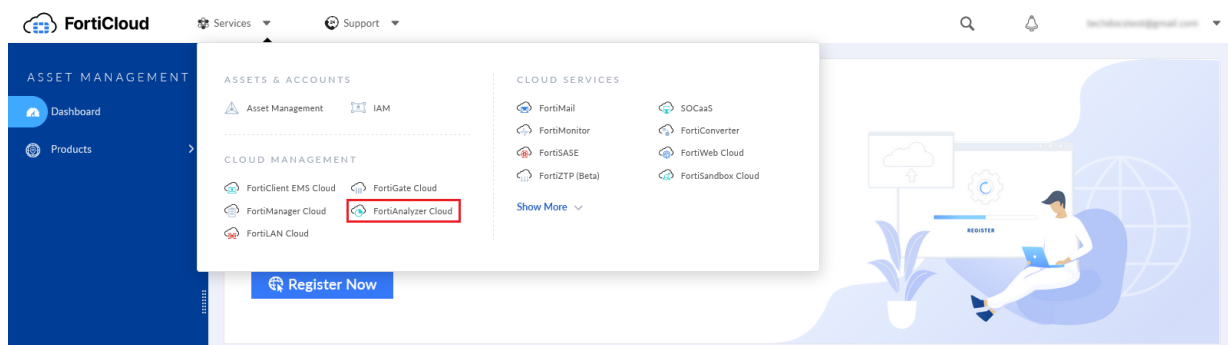 FortiCloud
Services
Support
ASSET MANAGEMENT
Dashboard
Products
ASSETS & ACCOUNTS
Asset Management
IAM
CLOUD MANAGEMENT
FortiClient EMS Cloud
FortiGate Cloud
FortiManager Cloud
FortiAnalyzer Cloud
FortiLAN Cloud
CLOUD SERVICES
FortiMail
SOCaaS
FortiMonitor
FortiConverter
FortiSASE
FortiWeb Cloud
FortiZTP (Beta)
FortiSandbox Cloud
Show More
REGISTER
Register Now